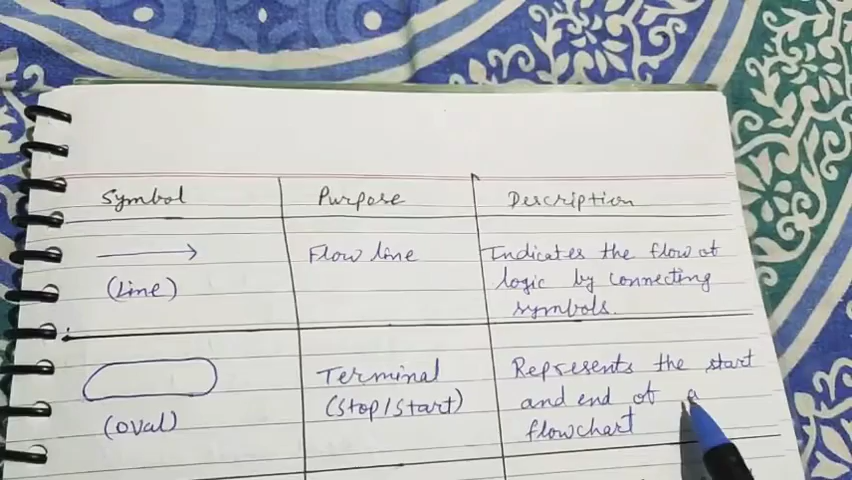 Symbol Purpose Description
Flow line Indicates the flow of
(Line) logic by connecting
symbols.
Terminal Represents the start
(Stop/Start) and end of a
(oval) flowchart